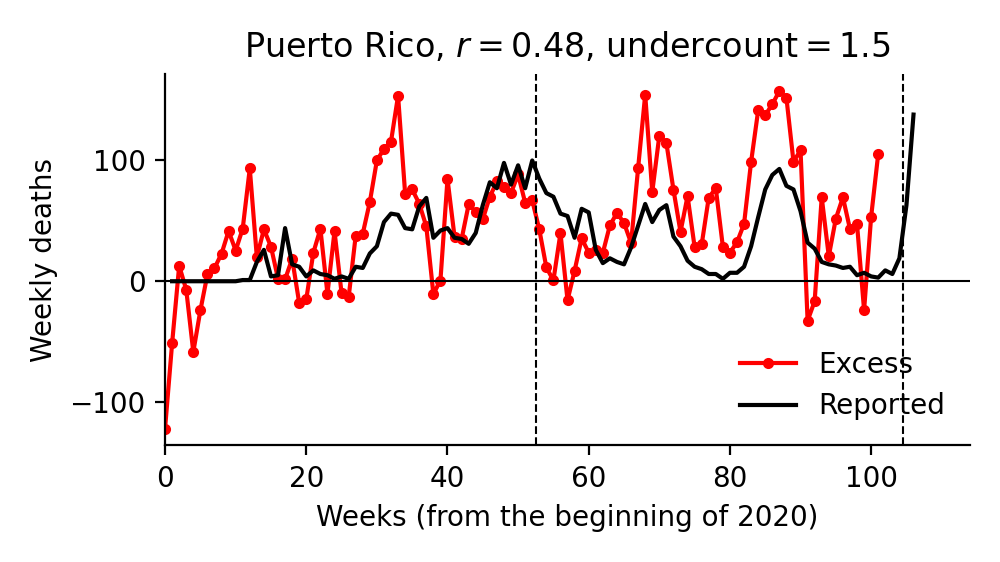 Puerto Rico, r = 0.48, undercount = 1.5
Weekly deaths
100
0
−100
Excess
Reported
0 20 40 60 80 100
Weeks (from the beginning of 2020)